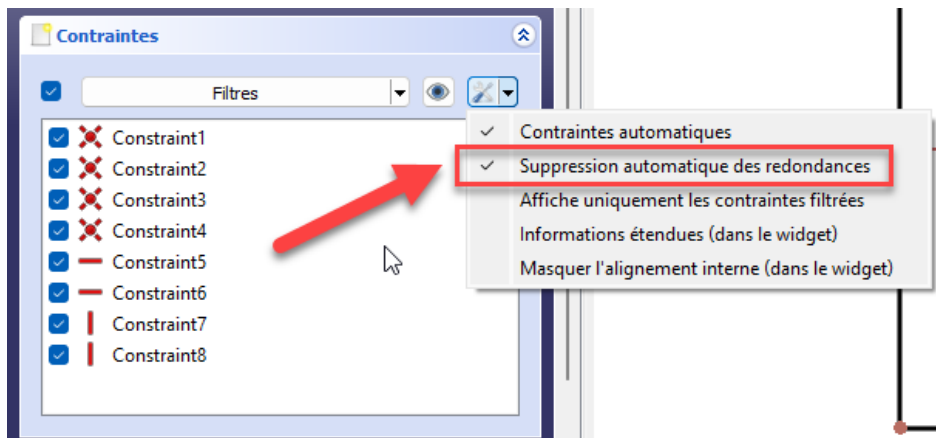 Contraintes
Filtres
Constraint1
Constraint2
Constraint3
Constraint4
Constraint5
Constraint6
Constraint7
Constraint8
Contraintes automatiques
Suppression automatique des redondances
Affiche uniquement les contraintes filtrées
Informations étendues (dans le widget)
Masquer l'alignement interne (dans le widget)